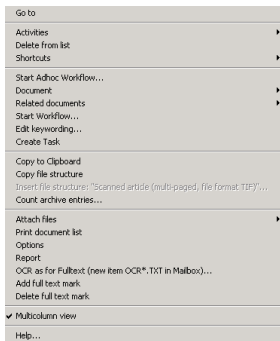 Go to
Activities
Delete from list
Shortcuts
Start Adhoc Workflow...
Document
Related documents
Start Workflow...
Edit keywording...
Create Task
Copy to Clipboard
Copy file structure
Insert file structure: "Scanned article (multi-paged, file format TIF)"...
Count archive entries...
Attach files
Print document list
Options
Report
OCR as for Fulltext (new item OCR*.TXT in Mailbox)...
Add full text mark
Delete full text mark
Multicolumn view
Help...